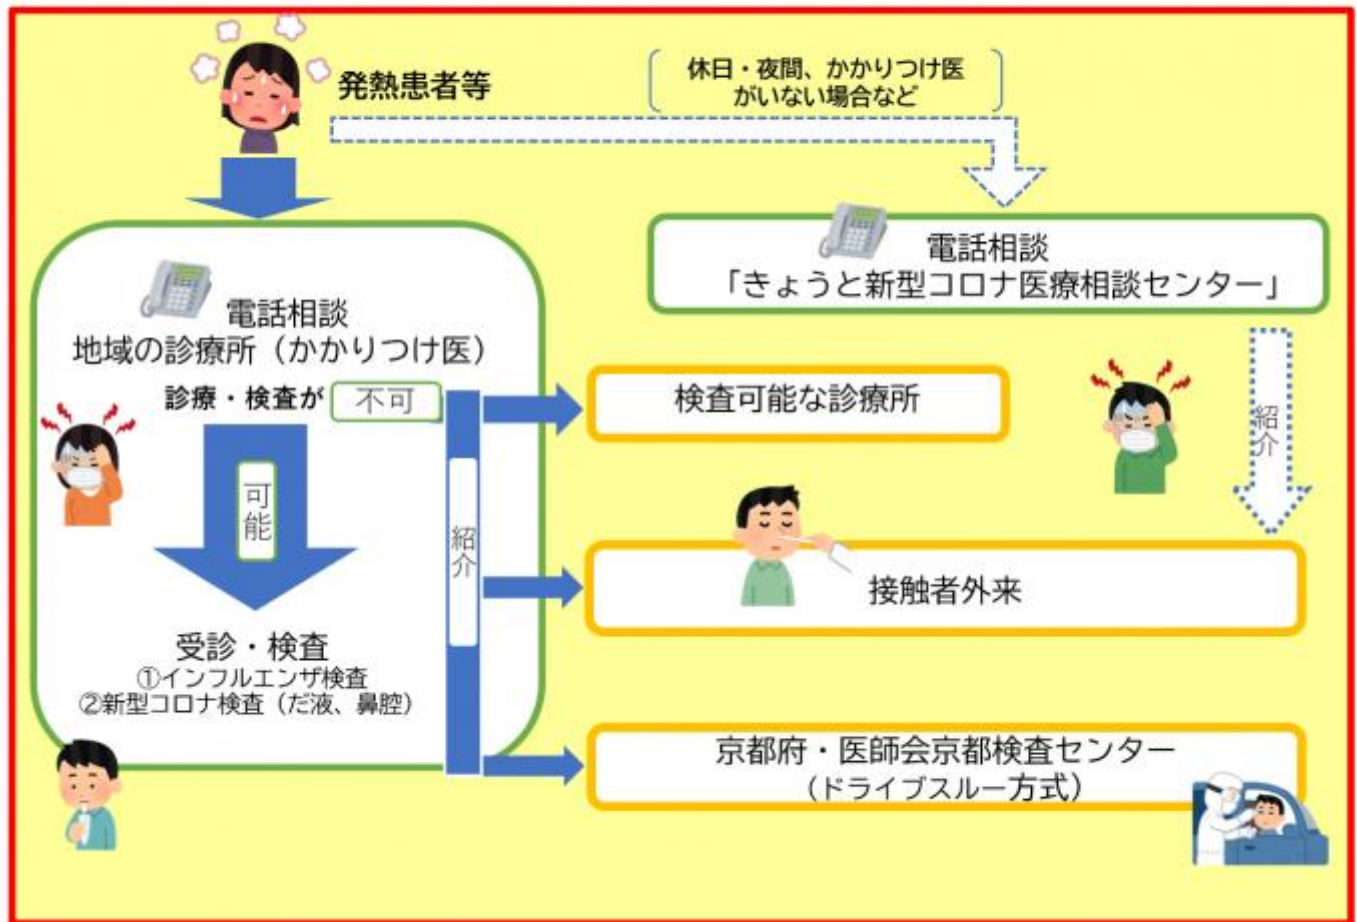 発熱患者等
休日・夜間、かかりつけ医
がいない場合など
電話相談
「きょうと新型コロナ医療相談センター」
電話相談
地域の診療所（かかりつけ医）
診療・検査が 不可
可能
紹介
受診・検査
①インフルエンザ検査
②新型コロナ検査（だ液、鼻腔）
検査可能な診療所
紹介
接触者外来
京都府・医師会京都検査センター
（ドライブスルー方式）